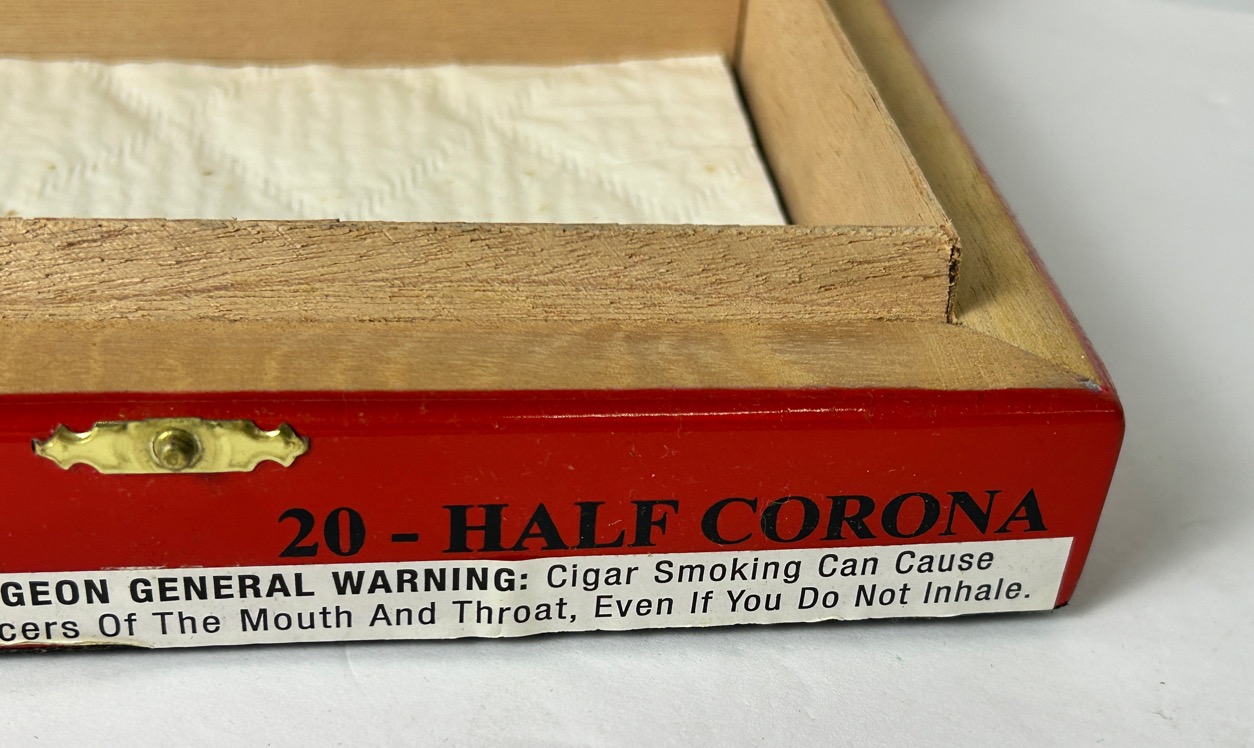 20 - HALF CORONA
GEON GENERAL WARNING: Cigar Smoking Can Cause
cers Of The Mouth And Throat, Even If You Do Not Inhale.